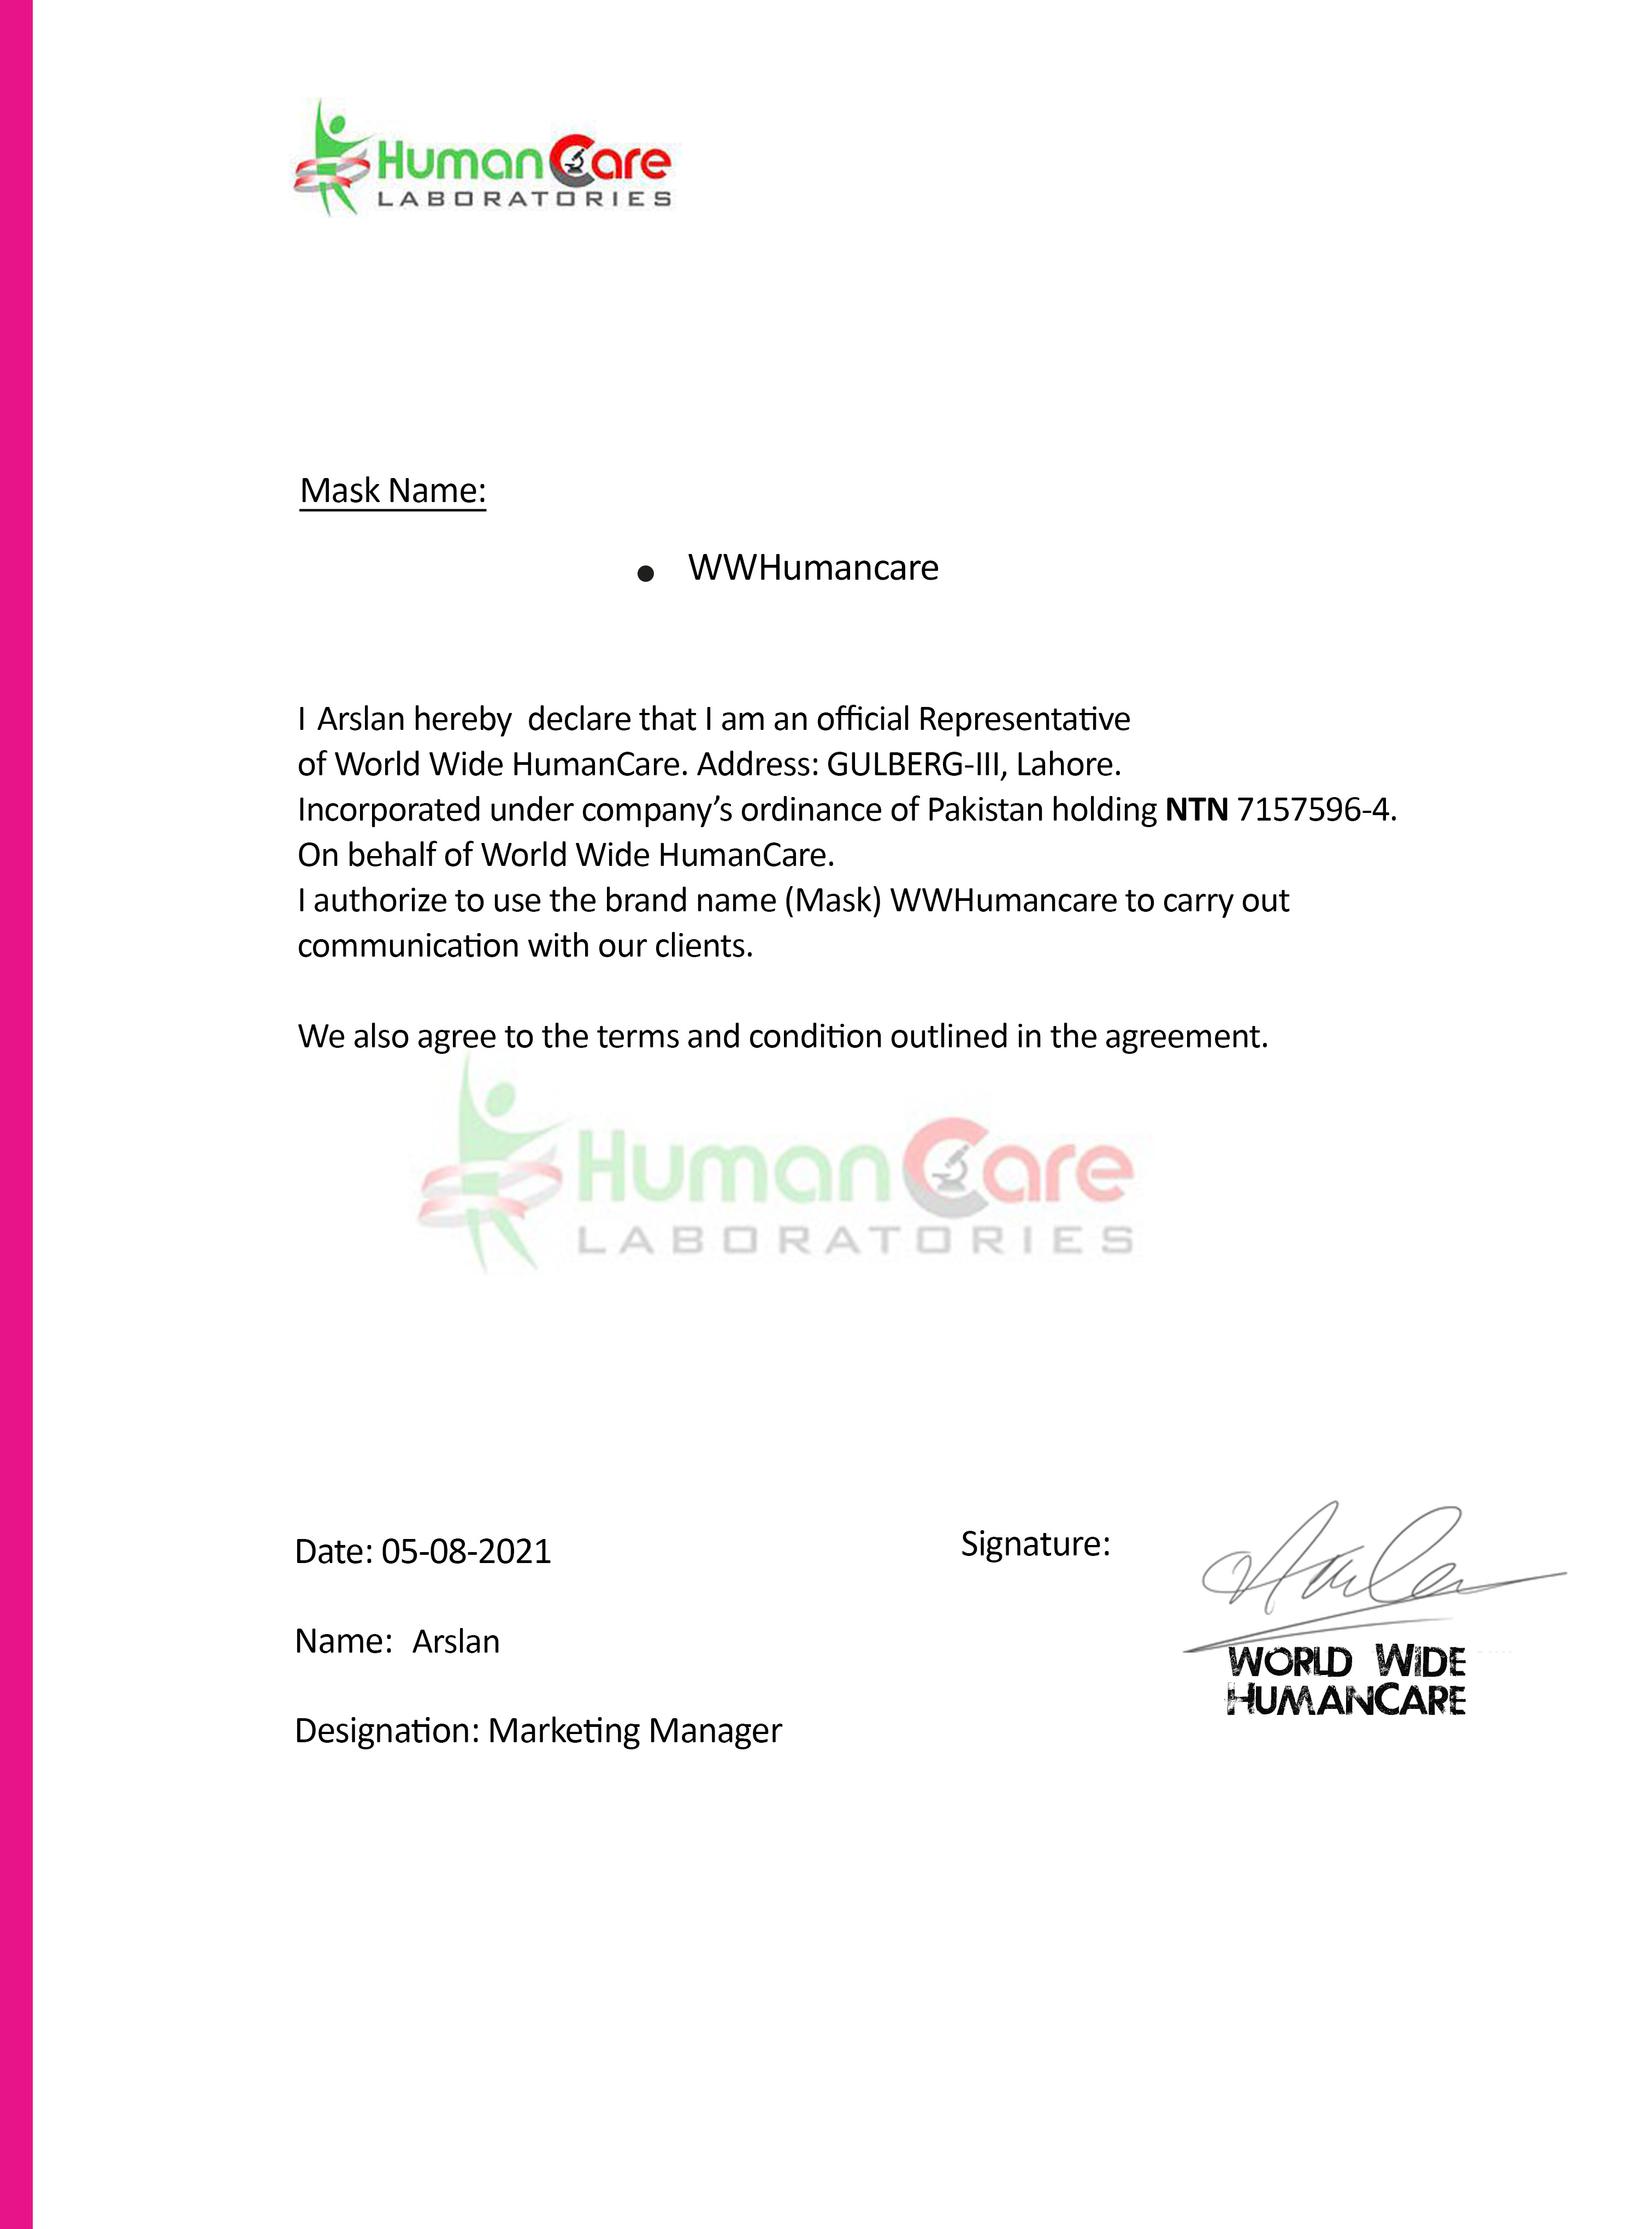 HumanCare
LABORATORIES
Mask Name:
● WWHumancare
I Arslan hereby declare that I am an official Representative
of World Wide HumanCare. Address: GULBERG-III, Lahore.
Incorporated under company’s ordinance of Pakistan holding NTN 7157596-4.
On behalf of World Wide HumanCare.
I authorize to use the brand name (Mask) WWHumancare to carry out
communication with our clients.
We also agree to the terms and condition outlined in the agreement.
HumanCare
LABORATORIES
Date: 05-08-2021
Signature:
Arslan
Name: Arslan
WORLD WIDE
HUMANCARE
Designation: Marketing Manager